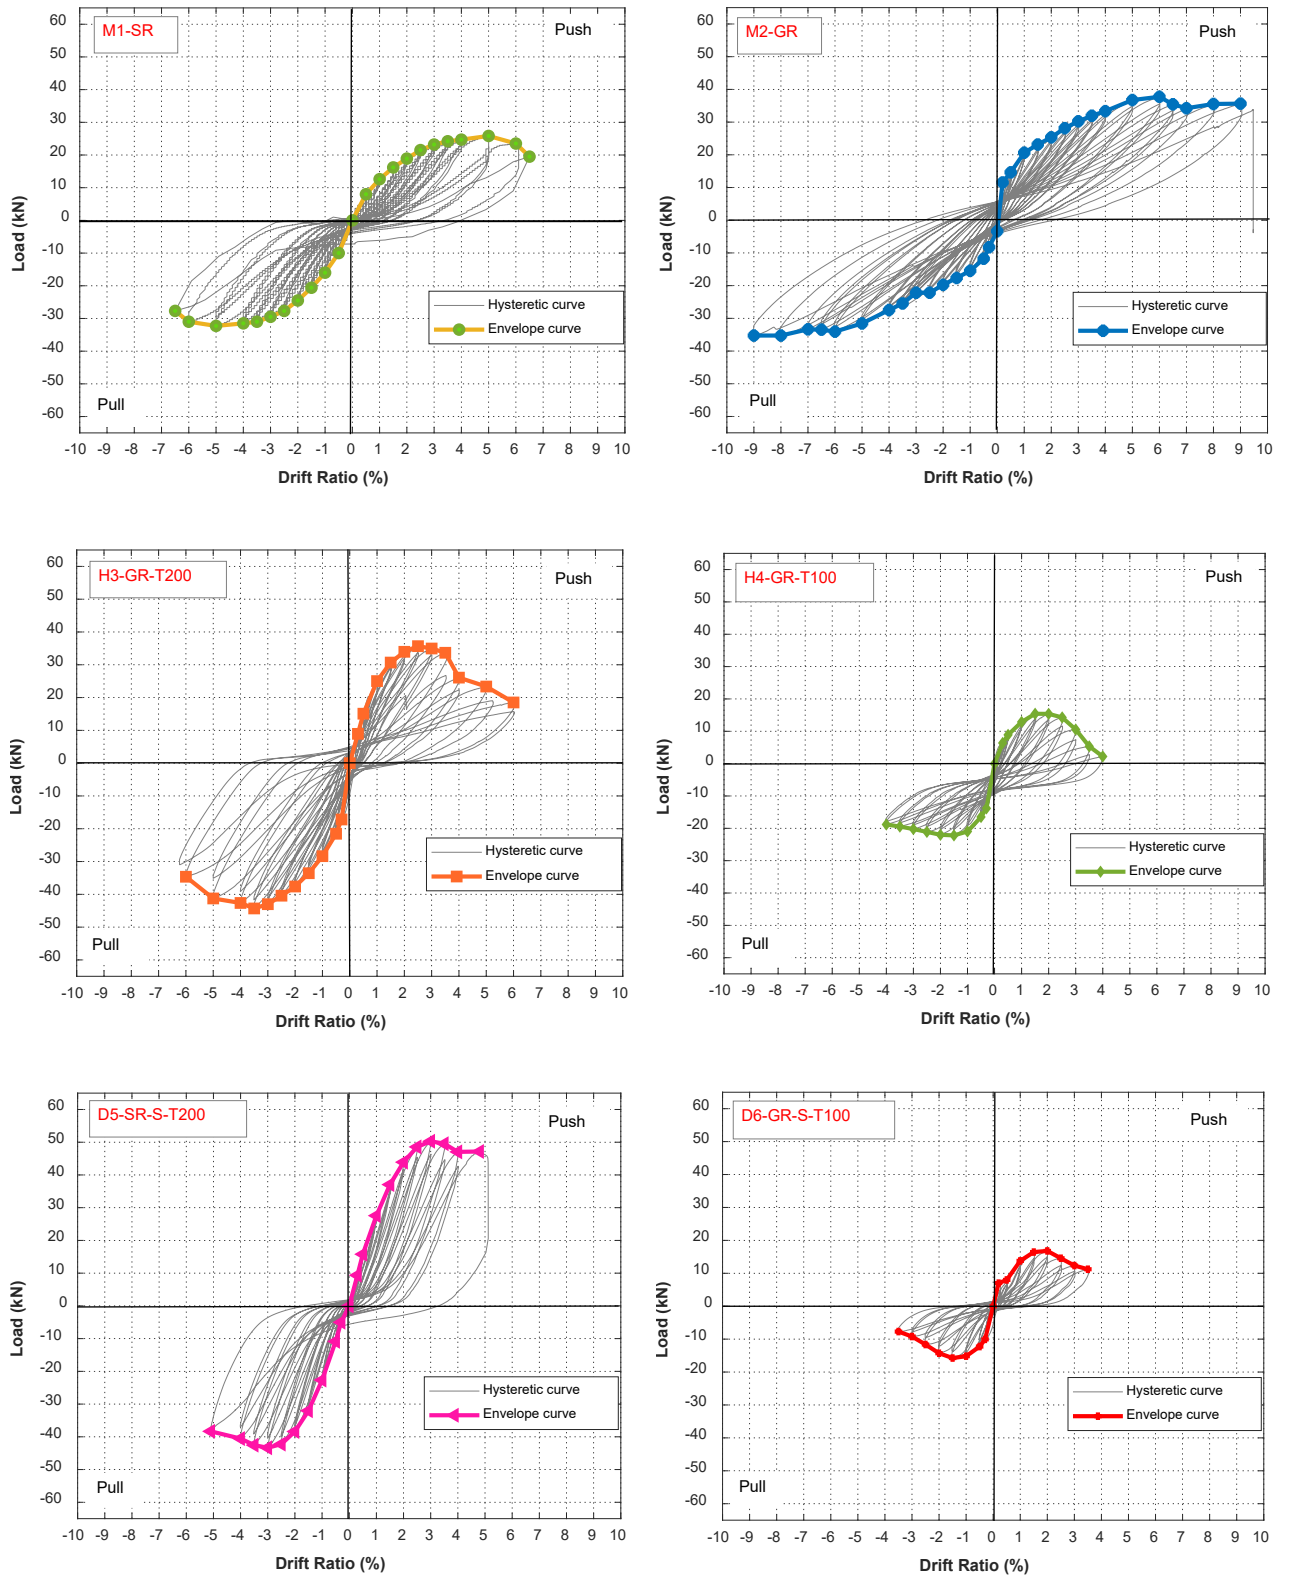 M1-SR
Push
60
50
40
30
20
10
0
-10
-20
-30
-40
-50
-60
Load (kN)
Hysteretic curve
Envelope curve
Pull
-10 -9 -8 -7 -6 -5 -4 -3 -2 -1 0 1 2 3 4 5 6 7 8 9 10
Drift Ratio (%)
M2-GR
Push
60
50
40
30
20
10
0
-10
-20
-30
-40
-50
-60
Load (kN)
Hysteretic curve
Envelope curve
Pull
-10 -9 -8 -7 -6 -5 -4 -3 -2 -1 0 1 2 3 4 5 6 7 8 9 10
Drift Ratio (%)
H3-GR-T200
Push
60
50
40
30
20
10
0
-10
-20
-30
-40
-50
-60
Load (kN)
Hysteretic curve
Envelope curve
Pull
-10 -9 -8 -7 -6 -5 -4 -3 -2 -1 0 1 2 3 4 5 6 7 8 9 10
Drift Ratio (%)
H4-GR-T100
Push
60
50
40
30
20
10
0
-10
-20
-30
-40
-50
-60
Load (kN)
Hysteretic curve
Envelope curve
Pull
-10 -9 -8 -7 -6 -5 -4 -3 -2 -1 0 1 2 3 4 5 6 7 8 9 10
Drift Ratio (%)
D5-SR-S-T200
Push
60
50
40
30
20
10
0
-10
-20
-30
-40
-50
-60
Load (kN)
Hysteretic curve
Envelope curve
Pull
-10 -9 -8 -7 -6 -5 -4 -3 -2 -1 0 1 2 3 4 5 6 7 8 9 10
Drift Ratio (%)
D6-GR-S-T100
Push
60
50
40
30
20
10
0
-10
-20
-30
-40
-50
-60
Load (kN)
Hysteretic curve
Envelope curve
Pull
-10 -9 -8 -7 -6 -5 -4 -3 -2 -1 0 1 2 3 4 5 6 7 8 9 10
Drift Ratio (%)